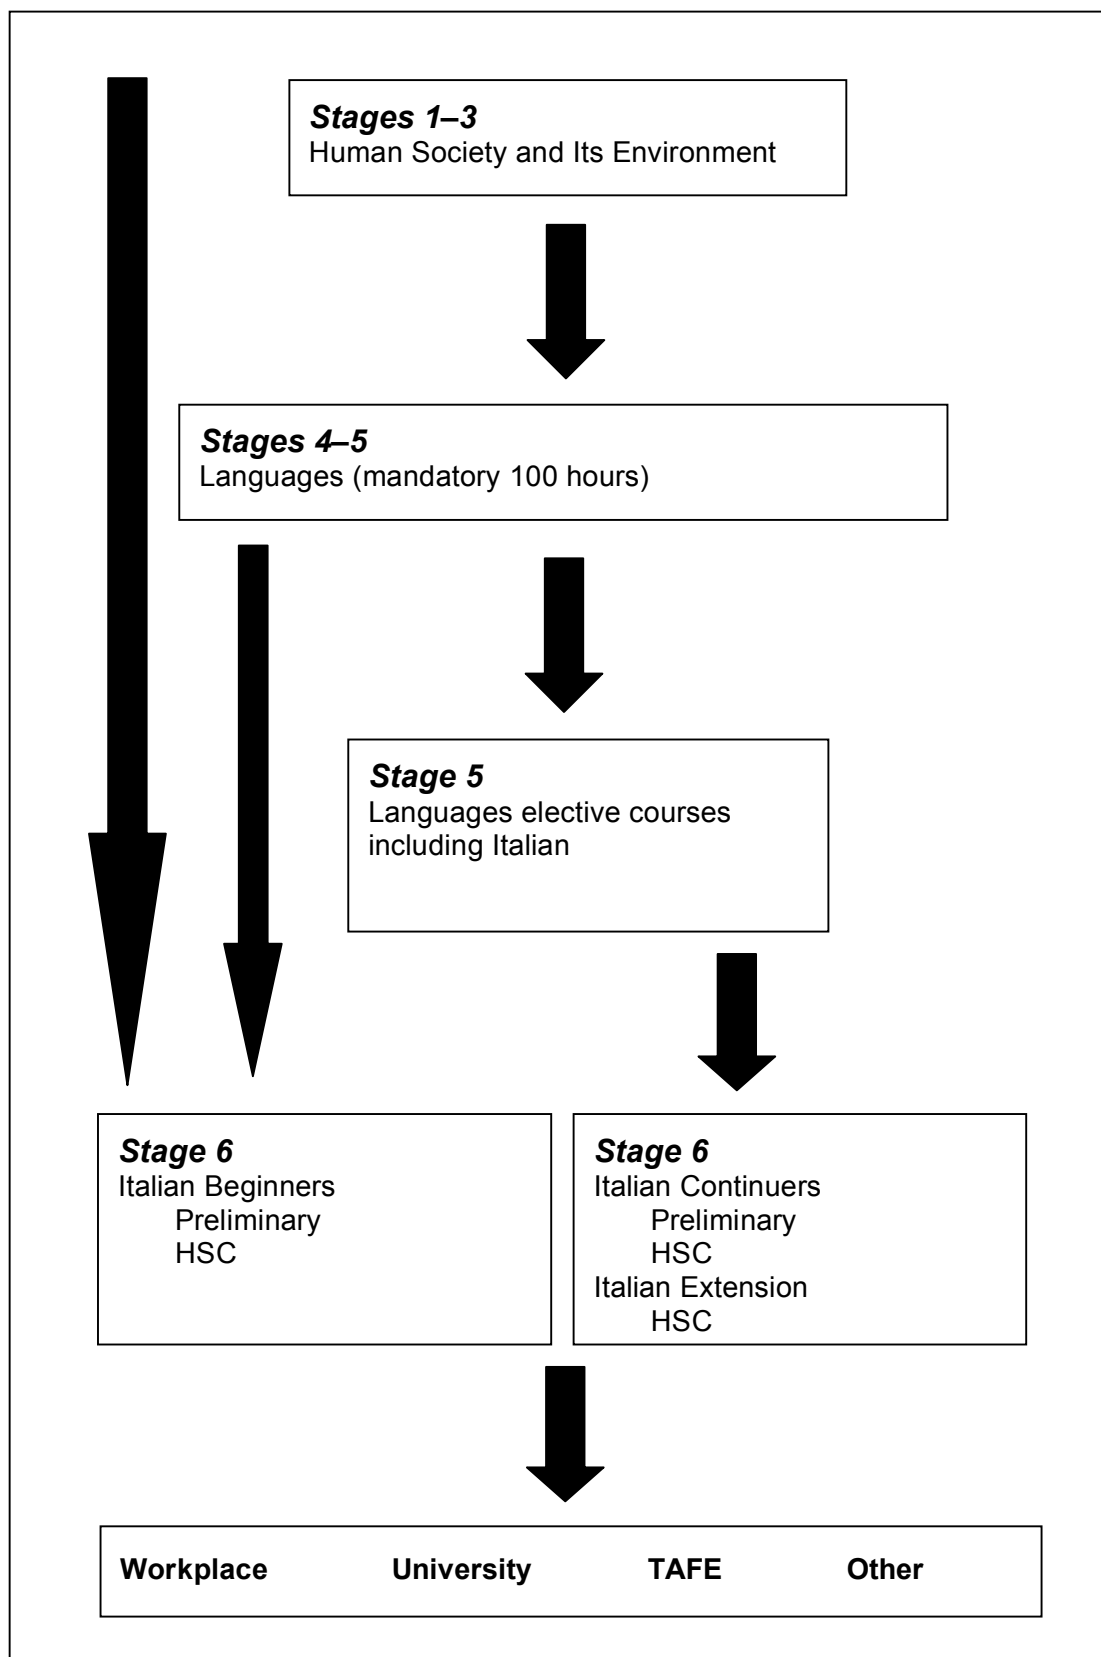 Stages 1–3
Human Society and Its Environment
Stages 4–5
Languages (mandatory 100 hours)
Stage 5
Languages elective courses
including Italian
Stage 6
Italian Beginners
Preliminary
HSC
Stage 6
Italian Continuers
Preliminary
HSC
Italian Extension
HSC
Workplace University TAFE Other